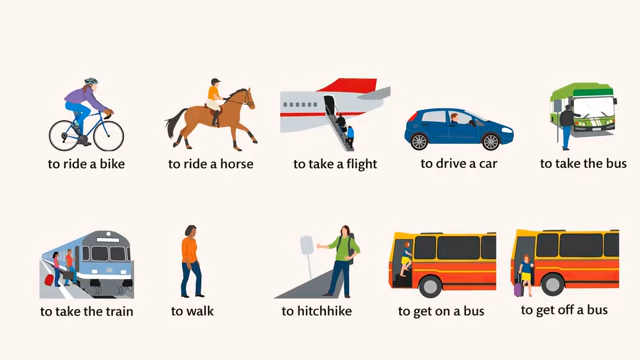 to ride a bike
to ride a horse
to take a flight
to drive a car
to take the bus
to take the train
to walk
to hitchhike
to get on a bus
to get off a bus